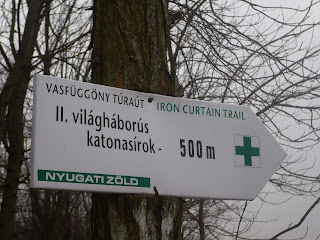 VASFÜGGÖNY TÚRAÚT IRON CURTAIN TRAIL
II. világháborús
katonasírok - 500 m
NYUGATI ZÖLD